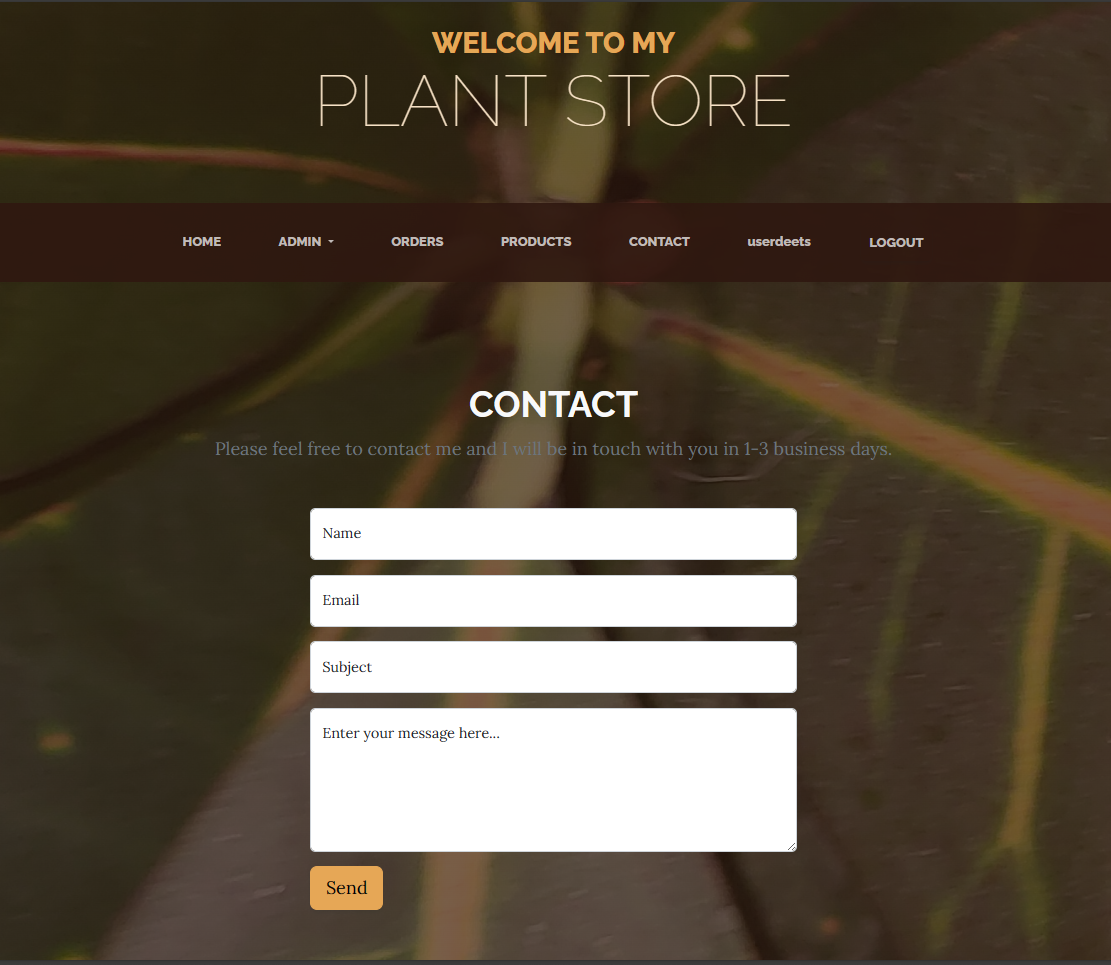 WELCOME TO MY
PLANT STORE
HOME ADMIN ORDERS PRODUCTS CONTACT userdeets LOGOUT
CONTACT
Please feel free to contact me and I will be in touch with you in 1-3 business days.
Name
Email
Subject
Enter your message here...
Send